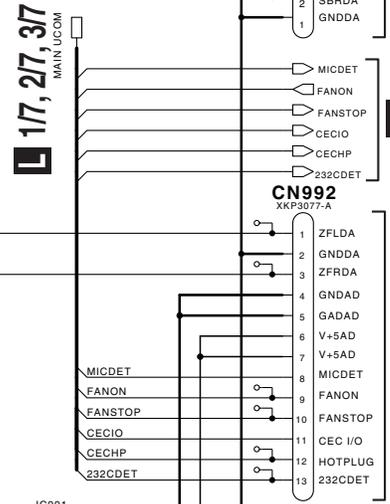 2 SBRDA
1 GNDDA
L 1/7, 2/7, 3/7
MAIN UCOM
MICDET
FANON
FANSTOP
CECIO
CECHP
232CDET
CN992
XKP3077-A
1 ZFLDA
2 GNDDA
3 ZFRDA
4 GNDAD
5 GADAD
6 V+5AD
7 V+5AD
MICDET 8 MICDET
FANON 9 FANON
FANSTOP 10 FANSTOP
CECIO 11 CEC I/O
CECHP 12 HOTPLUG
232CDET 13 232CDET